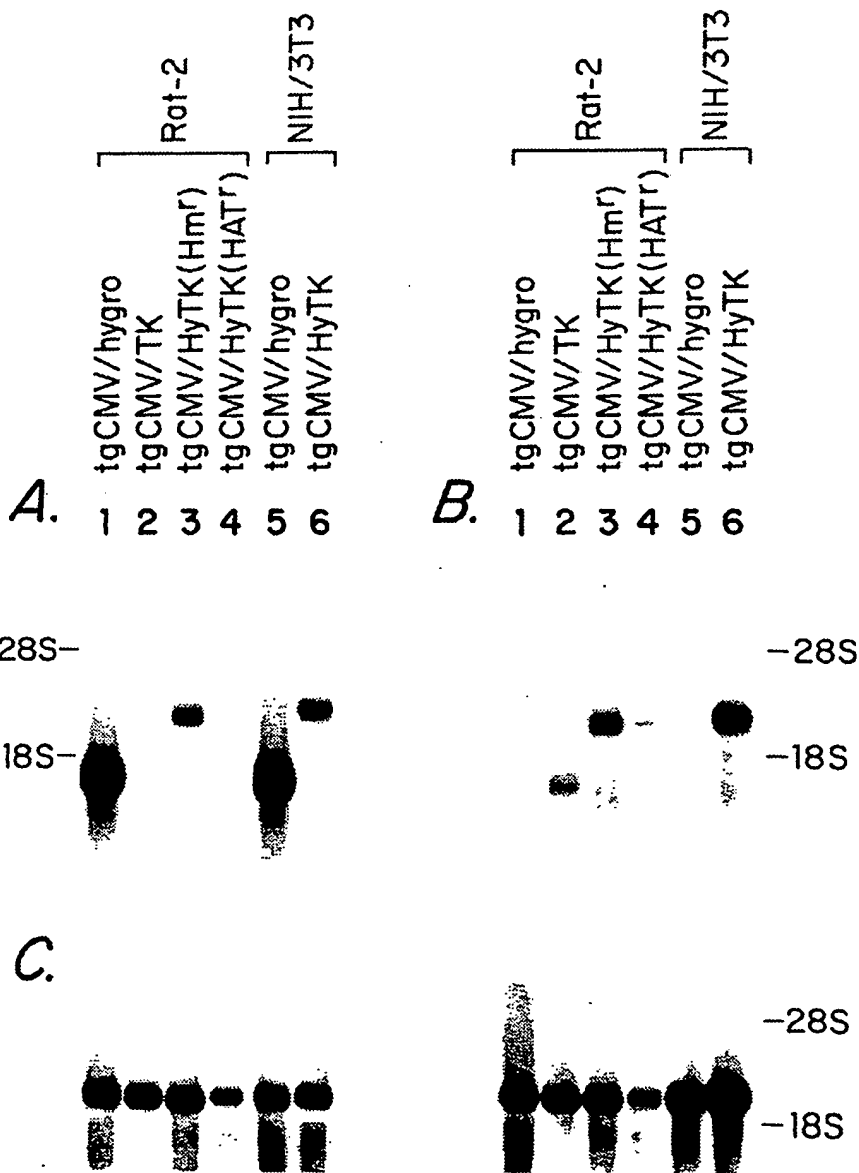 Rat-2
NIH/3T3
tgCMV/hygro
tgCMV/TK
tgCMV/HyTK(Hmr)
tgCMV/HyTK(HATr)
tgCMV/hygro
tgCMV/HyTK
A. 1 2 3 4 5 6
28S-
18S-
Rat-2
NIH/3T3
tgCMV/hygro
tgCMV/TK
tgCMV/HyTK(Hmr)
tgCMV/HyTK(HATr)
tgCMV/hygro
tgCMV/HyTK
B. 1 2 3 4 5 6
-28S
-18S
C.
-28S
-18S